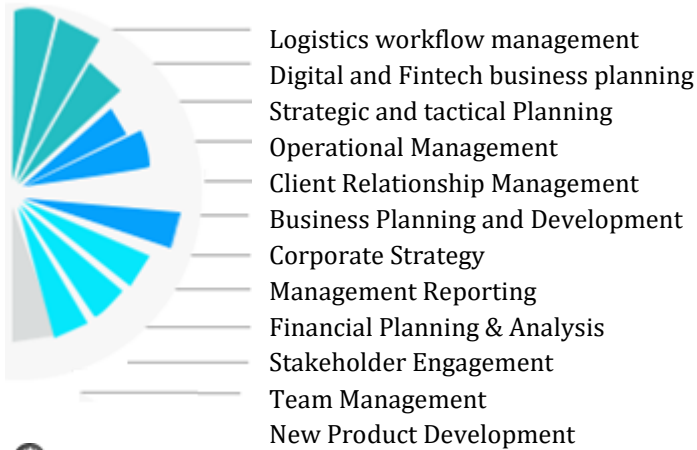 Logistics workflow management
Digital and Fintech business planning
Strategic and tactical Planning
Operational Management
Client Relationship Management
Business Planning and Development
Corporate Strategy
Management Reporting
Financial Planning & Analysis
Stakeholder Engagement
Team Management
New Product Development